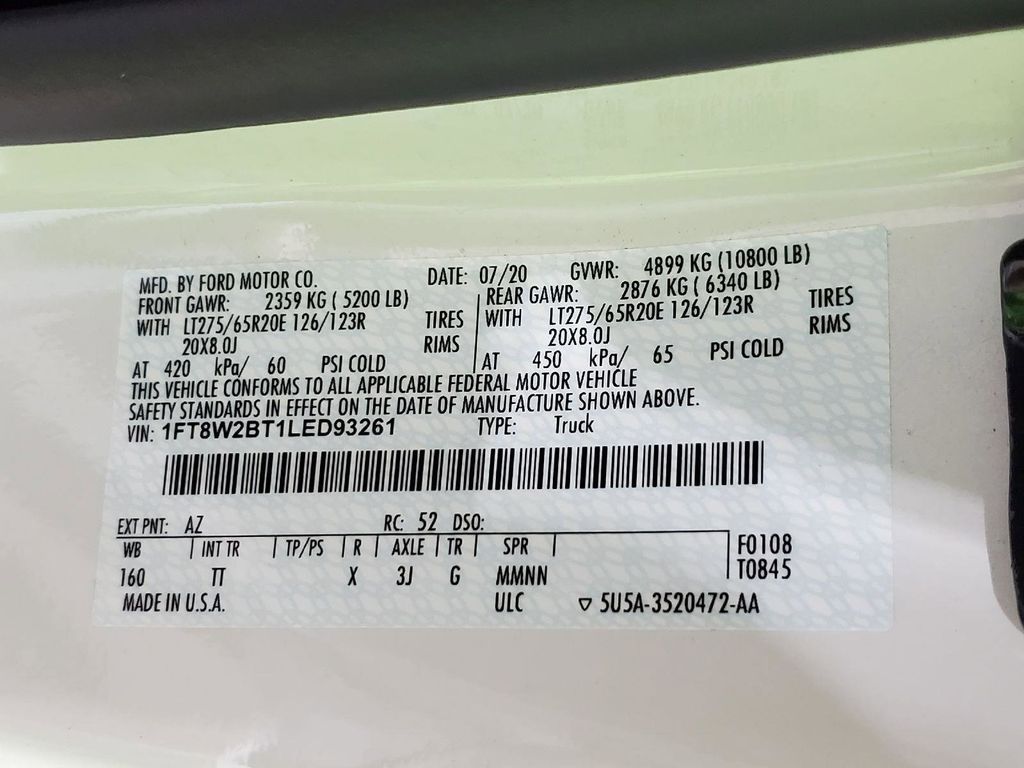 MFD. BY FORD MOTOR CO. DATE: 07/20 GVWR: 4899 KG (10800 LB)
FRONT GAWR: 2359 KG ( 5200 LB) REAR GAWR: 2876 KG ( 6340 LB)
WITH LT275/65R20E 126/123R TIRES WITH LT275/65R20E 126/123R TIRES
20X8.0J RIMS 20X8.0J RIMS
AT 420 kPa/ 60 PSI COLD AT 450 kPa/ 65 PSI COLD
THIS VEHICLE CONFORMS TO ALL APPLICABLE FEDERAL MOTOR VEHICLE
SAFETY STANDARDS IN EFFECT ON THE DATE OF MANUFACTURE SHOWN ABOVE.
VIN: 1FT8W2BT1LED93261 TYPE: Truck
EXT PNT: AZ RC: 52 DSO:
WB INT TR TP/PS R AXLE TR SPR F0108
160 TT X 3J G MMNN T0845
MADE IN U.S.A. ULC ▽ 5U5A-3520472-AA